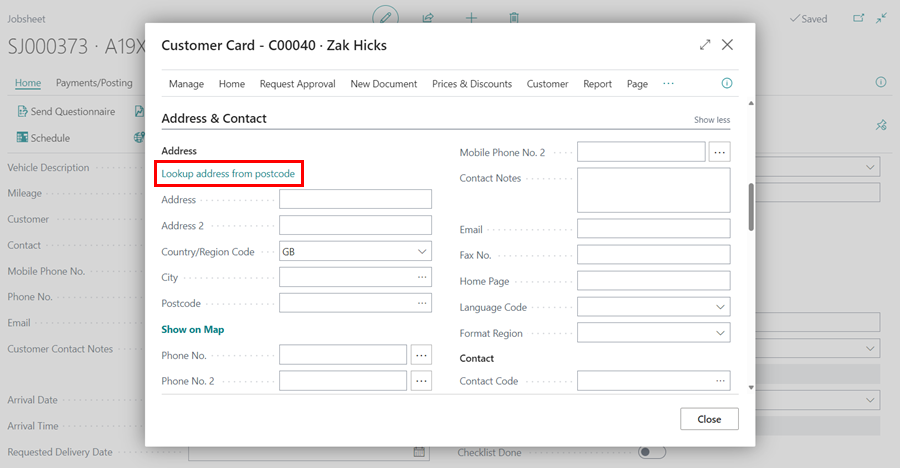 Jobsheet
Saved
SJ000373 · A19X
Home Payments/Posting
Send Questionnaire
Schedule
Vehicle Description
Mileage
Customer
Contact
Mobile Phone No.
Phone No.
Email
Customer Contact Notes
Arrival Date
Arrival Time
Requested Delivery Date
Checklist Done
Customer Card - C00040 · Zak Hicks
Manage Home Request Approval New Document Prices & Discounts Customer Report Page ···
Address & Contact
Show less
Address
Lookup address from postcode
Address
Address 2
Country/Region Code GB
City
Postcode
Show on Map
Phone No.
Phone No. 2
Mobile Phone No. 2
Contact Notes
Email
Fax No.
Home Page
Language Code
Format Region
Contact
Contact Code
Close